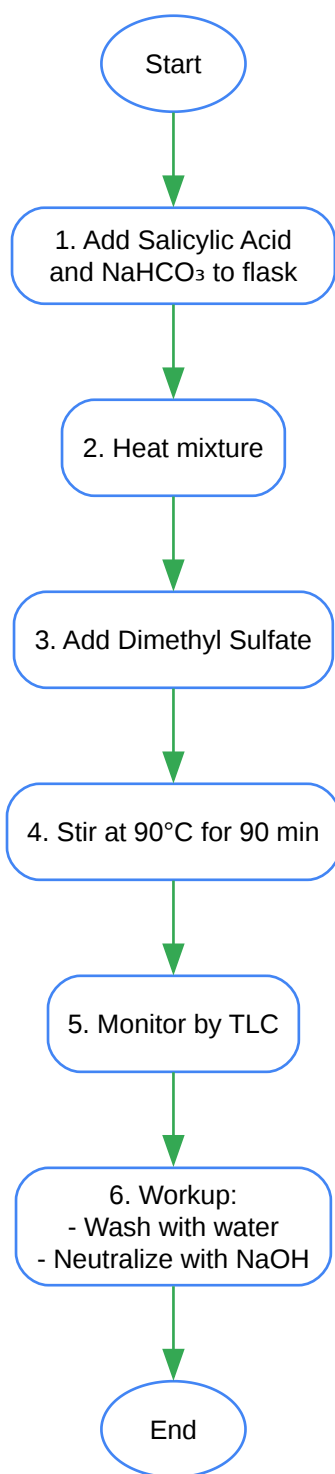 Start
1. Add Salicylic Acid
and NaHCO₃ to flask
2. Heat mixture
3. Add Dimethyl Sulfate
4. Stir at 90°C for 90 min
5. Monitor by TLC
6. Workup:
- Wash with water
- Neutralize with NaOH
End